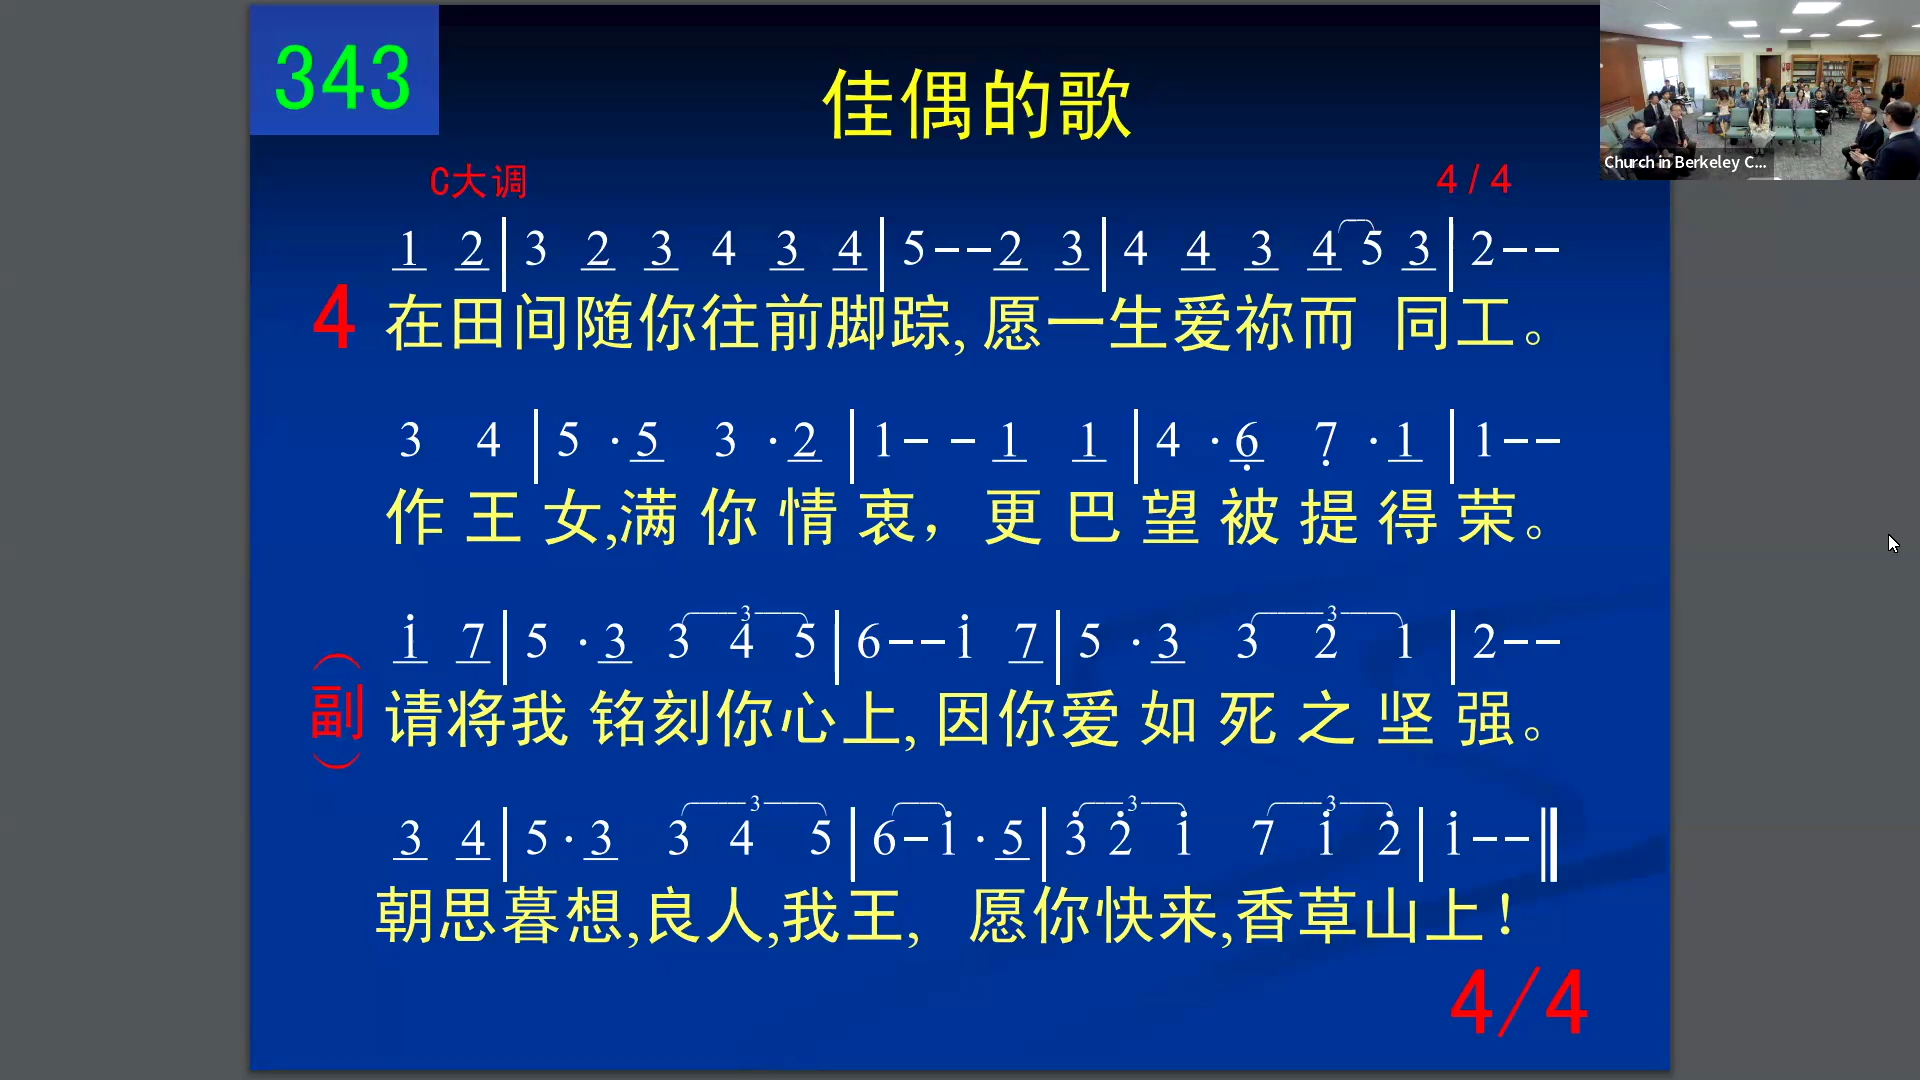 343
佳偶的歌
C大调 4/4
1 2|3 2 3 4 3 4|5--2 3|4 4 3 4 5 3|2--
4 在田间随你往前脚踪,愿一生爱祢而 同工。
3 4|5 ·5 3 ·2|1- -1 1|4 ·6 7 ·1|1--
作王女,满你情衷，更巴望被提得荣。
1 7|5 ·3 3 4 5|6--1 7|5 ·3 3 2 1|2--
(副) 请将我铭刻你心上,因你爱如死之坚强。
3 4|5·3 3 4 5|6-1·5|3 2 1 7 1 2|1--‖
朝思暮想,良人,我王, 愿你快来,香草山上！
4/4
Church in Berkeley C...